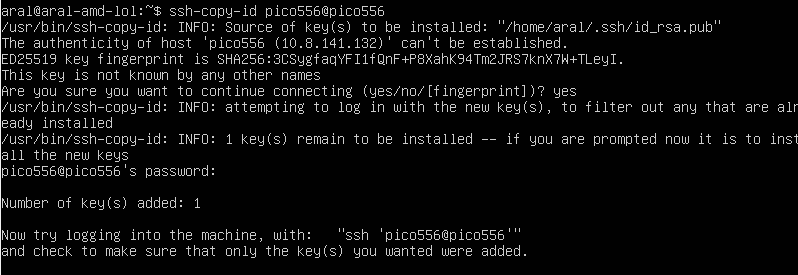 aral@aral-amd-lol:~$ ssh-copy-id pico556@pico556
/usr/bin/ssh-copy-id: INFO: Source of key(s) to be installed: "/home/aral/.ssh/id_rsa.pub"
The authenticity of host 'pico556 (10.8.141.132)' can't be established.
ED25519 key fingerprint is SHA256:3CSygfaqYFI1fQnF+P8XahK94Tm2JRS7knX7W+TLeyI.
This key is not known by any other names
Are you sure you want to continue connecting (yes/no/[fingerprint])? yes
/usr/bin/ssh-copy-id: INFO: attempting to log in with the new key(s), to filter out any that are alr
eady installed
/usr/bin/ssh-copy-id: INFO: 1 key(s) remain to be installed -- if you are prompted now it is to inst
all the new keys
pico556@pico556's password:
Number of key(s) added: 1
Now try logging into the machine, with:   "ssh 'pico556@pico556'"
and check to make sure that only the key(s) you wanted were added.